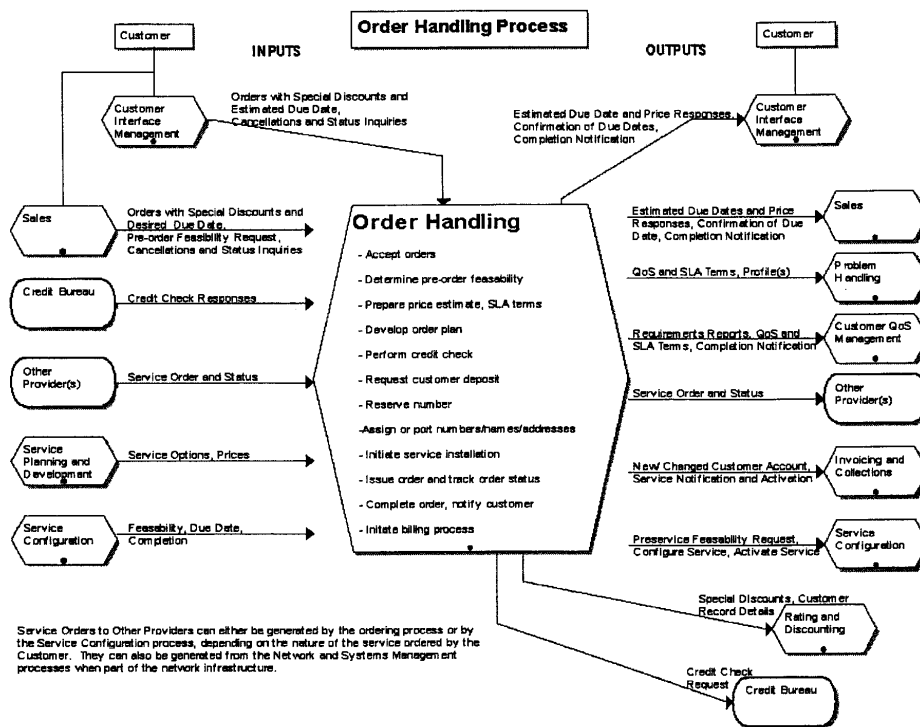 Order Handling Process
Customer
INPUTS
OUTPUTS
Customer
Customer
Interface
Management
Orders with Special Discounts and
Estimated Due Date,
Cancellations and Status Inquiries
Estimated Due Date and Price Responses,
Confirmation of Due Dates,
Completion Notification
Customer
Interface
Management
Sales
Orders with Special Discounts and
Desired Due Date,
Pre-order Feasibility Request,
Cancellations and Status Inquiries
Credit Bureau
Credit Check Responses
Other
Provider(s)
Service Order and Status
Service
Planning and
Development
Service Options, Prices
Service
Configuration
Feasability, Due Date,
Completion
Order Handling
- Accept orders
- Determine pre-order feasability
- Prepare price estimate, SLA terms
- Develop order plan
- Perform credit check
- Request customer deposit
- Reserve number
-Assign or port numbers/names/addresses
- Initiate service installation
- Issue order and track order status
- Complete order, notify customer
- Initiate billing process
Estimated Due Dates and Price
Responses, Confirmation of Due
Date, Completion Notification
Sales
QoS and SLA Terms, Profile(s)
Problem
Handling
Requirements Reports, QoS and
SLA Terms, Completion Notification
Customer QoS
Management
Service Order and Status
Other
Provider(s)
New/ Changed Customer Account,
Service Notification and Activation
Invoicing and
Collections
Preservice Feasibility Request,
Configure Service, Activate Service
Service
Configuration
Special Discounts, Customer
Record Details
Rating and
Discounting
Credit Check
Request
Credit Bureau
Service Orders to Other Providers can either be generated by the ordering process or by
the Service Configuration process, depending on the nature of the service ordered by the
Customer. They can also be generated from the Network and Systems Management
processes when part of the network infrastructure.